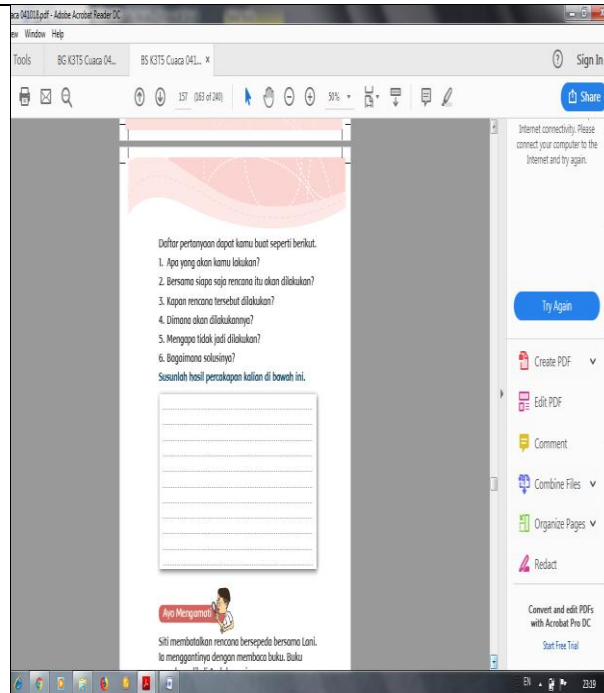 aca 041018.pdf - Adobe Acrobat Reader DC
ew Window Help
Tools
BG K3T5 Cuaca 04...
BS K3T5 Cuaca 041... ×
Sign In
157 (163 of 240)
50%
Share
Internet connectivity. Please
connect your computer to the
Internet and try again.
Try Again
Create PDF
Edit PDF
Comment
Combine Files
Organize Pages
Redact
Convert and edit PDFs
with Acrobat Pro DC
Start Free Trial
Daftar pertanyaan dapat kamu buat seperti berikut.
1. Apa yang akan kamu lakukan?
2. Bersama siapa saja rencana itu akan dilakukan?
3. Kapan rencana tersebut dilakukan?
4. Dimana akan dilakukannya?
5. Mengapa tidak jadi dilakukan?
6. Bagaimana solusinya?
Susunlah hasil percakapan kalian di bawah ini.
Ayo Mengamati
Siti membatalkan rencana bersepeda bersama Lani.
Ia menggantinya dengan membaca buku. Buku
EN
23:19